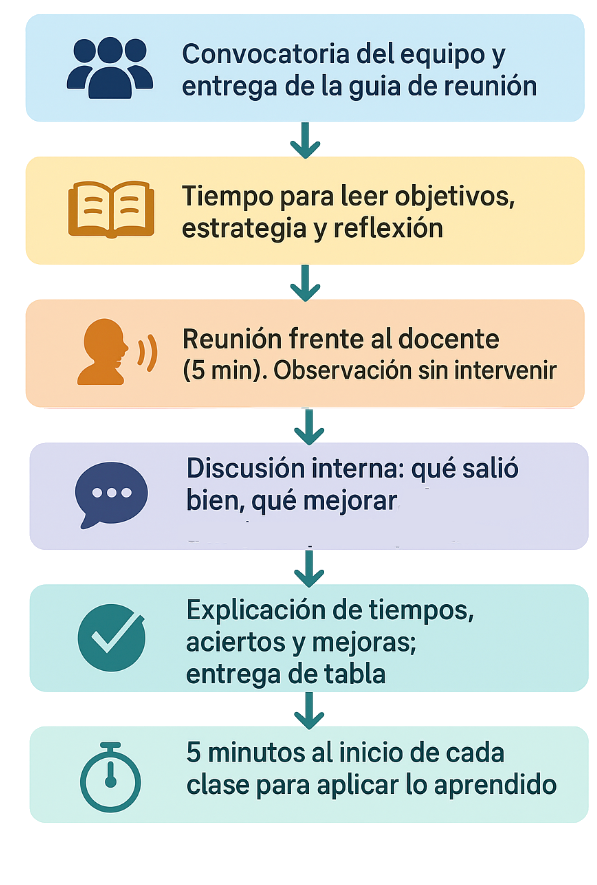 Convocatoria del equipo y
entrega de la guia de reunión
Tiempo para leer objetivos,
estrategia y reflexión
Reunión frente al docente
(5 min). Observación sin intervenir
Discusión interna: qué salió
bien, qué mejorar
Explicación de tiempos,
aciertos y mejoras;
entrega de tabla
5 minutos al inicio de cada
clase para aplicar lo aprendido